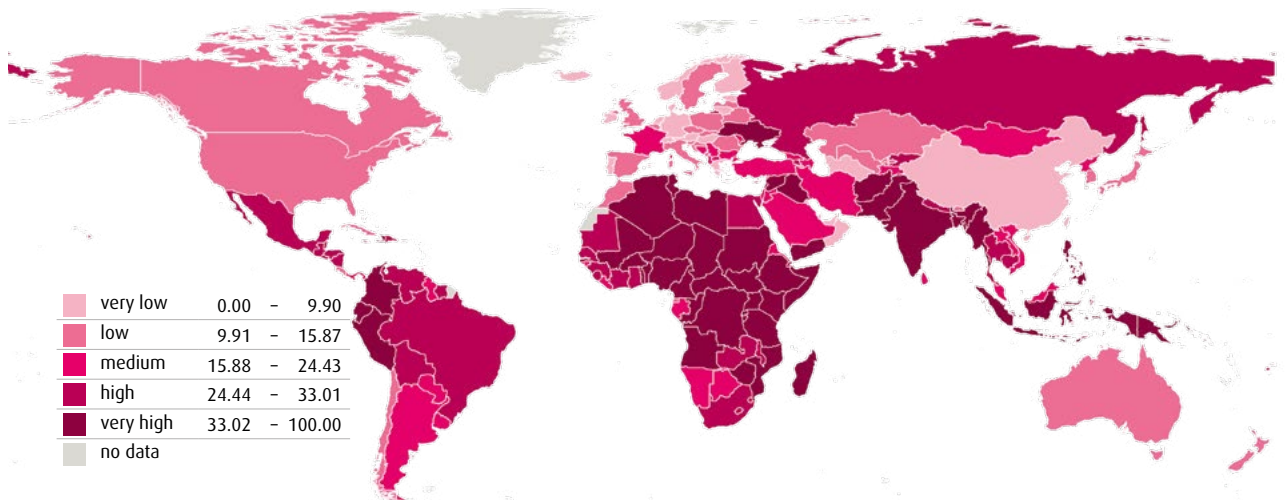 very low 0.00 – 9.90
low 9.91 – 15.87
medium 15.88 – 24.43
high 24.44 – 33.01
very high 33.02 – 100.00
no data